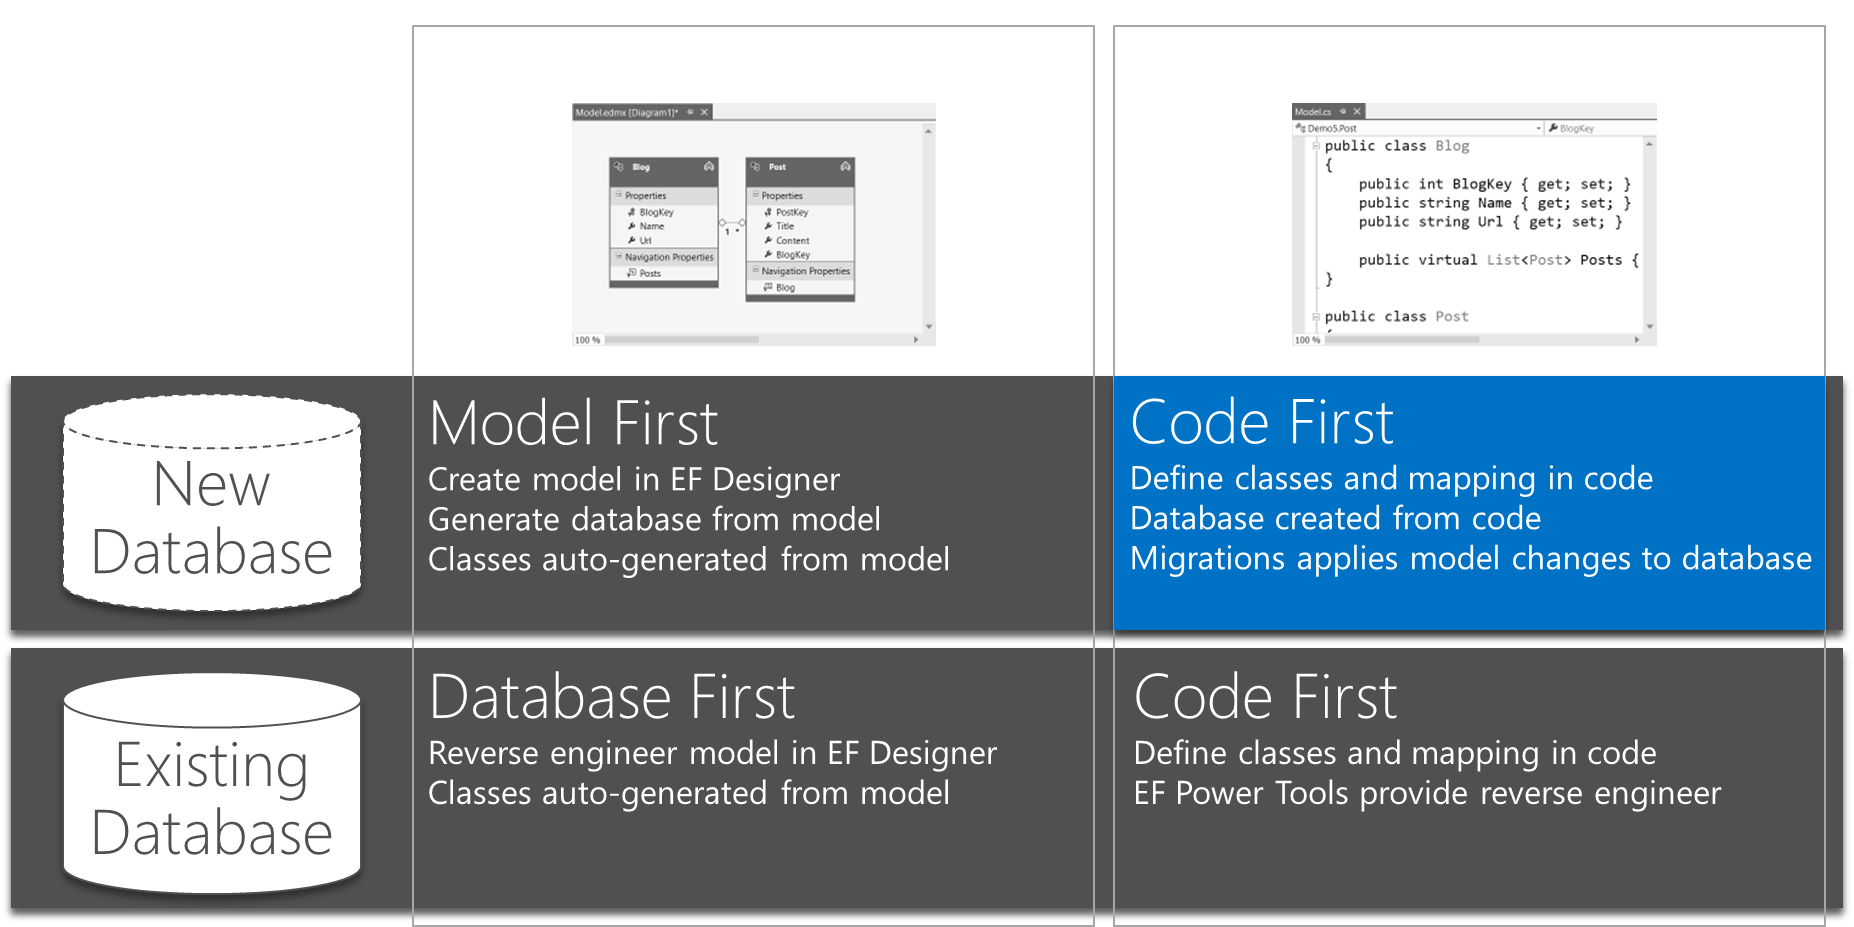 Model.edmx [Diagram1]*
Blog
Properties
BlogKey
Name
Url
Navigation Properties
Posts
1 *
Post
Properties
PostKey
Title
Content
BlogKey
Navigation Properties
Blog
100 %
Model.cs
Demo5.Post
BlogKey
public class Blog
{
public int BlogKey { get; set; }
public string Name { get; set; }
public string Url { get; set; }
public virtual List<Post> Posts {
}
public class Post
{
100 %
New
Database
Model First
Create model in EF Designer
Generate database from model
Classes auto-generated from model
Code First
Define classes and mapping in code
Database created from code
Migrations applies model changes to database
Existing
Database
Database First
Reverse engineer model in EF Designer
Classes auto-generated from model
Code First
Define classes and mapping in code
EF Power Tools provide reverse engineer